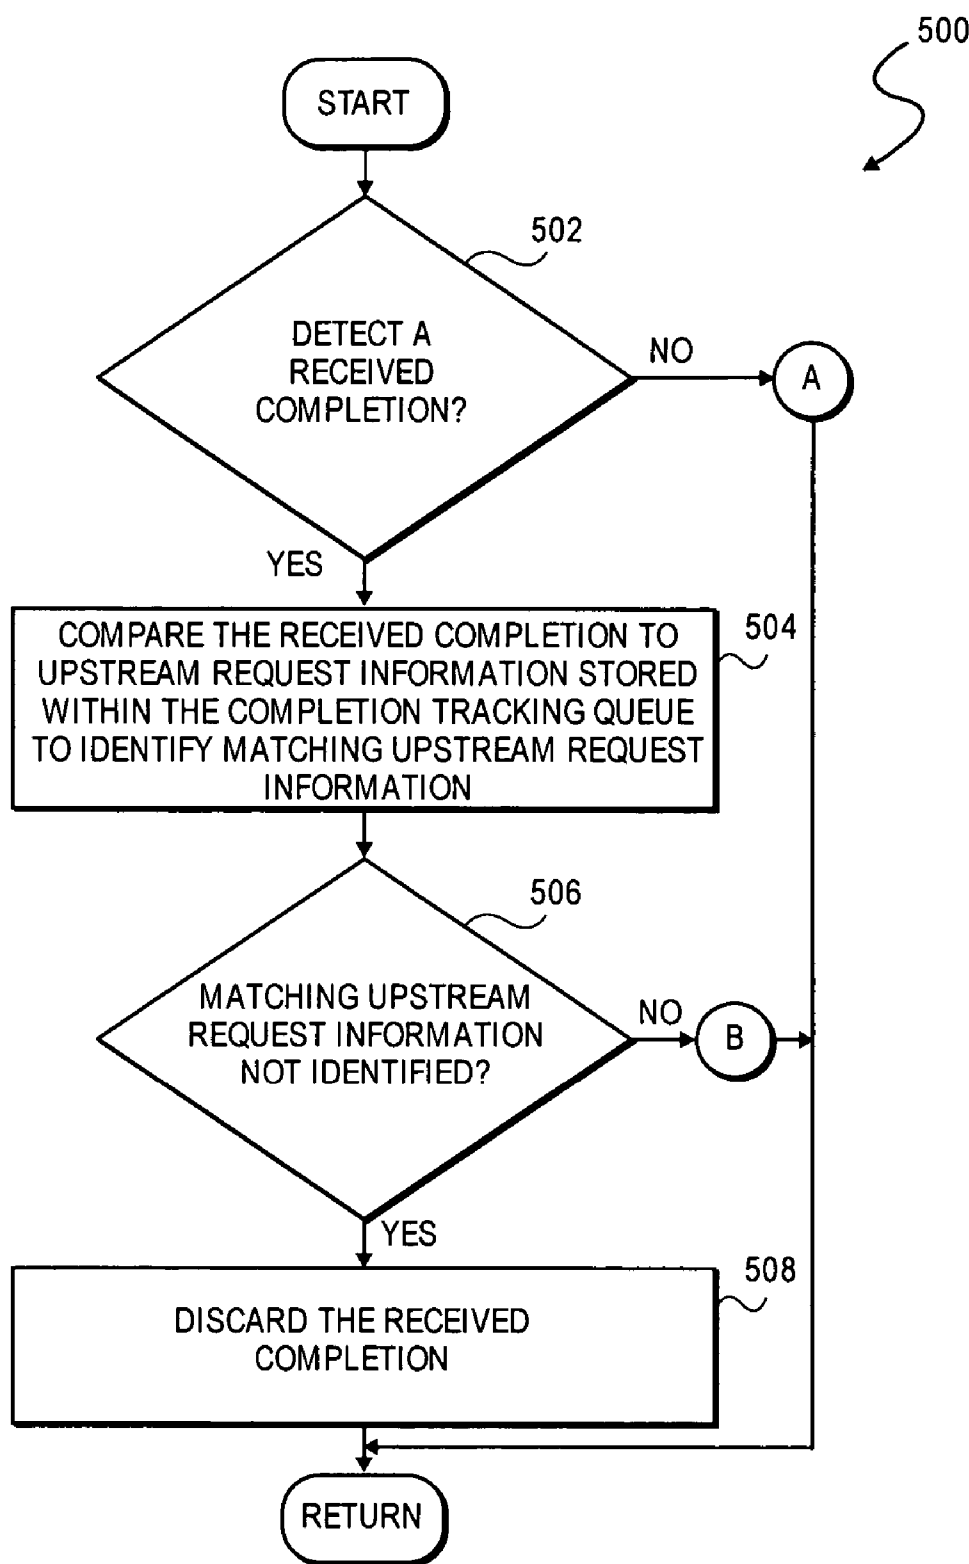 500
START
502
DETECT A
RECEIVED
COMPLETION?
NO
A
YES
504
COMPARE THE RECEIVED COMPLETION TO
UPSTREAM REQUEST INFORMATION STORED
WITHIN THE COMPLETION TRACKING QUEUE
TO IDENTIFY MATCHING UPSTREAM REQUEST
INFORMATION
506
MATCHING UPSTREAM
REQUEST INFORMATION
NOT IDENTIFIED?
NO
B
YES
508
DISCARD THE RECEIVED
COMPLETION
RETURN